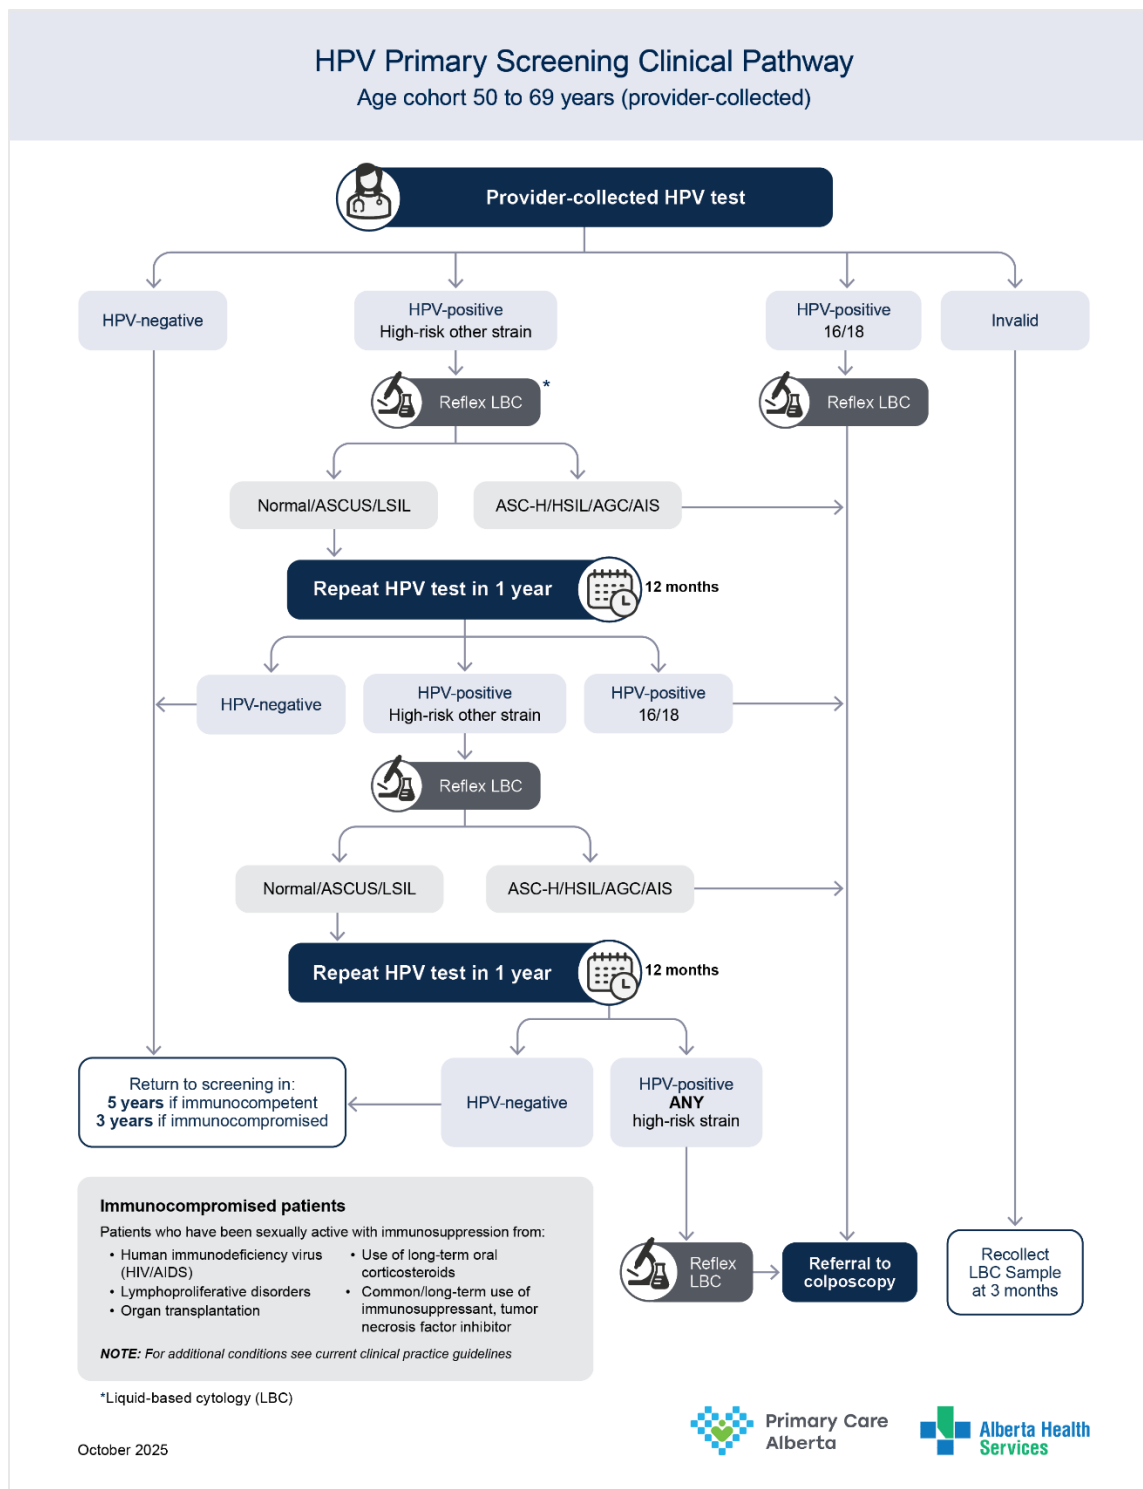 HPV Primary Screening Clinical Pathway
Age cohort 50 to 69 years (provider-collected)
Provider-collected HPV test
HPV-negative
HPV-positive
High-risk other strain
HPV-positive
16/18
Invalid
Reflex LBC
*
Reflex LBC
Normal/ASCUS/LSIL
ASC-H/HSIL/AGC/AIS
Repeat HPV test in 1 year
12 months
HPV-negative
HPV-positive
High-risk other strain
HPV-positive
16/18
Reflex LBC
Normal/ASCUS/LSIL
ASC-H/HSIL/AGC/AIS
Repeat HPV test in 1 year
12 months
Return to screening in:
5 years if immunocompetent
3 years if immunocompromised
HPV-negative
HPV-positive
ANY
high-risk strain
Immunocompromised patients
Patients who have been sexually active with immunosuppression from:
• Human immunodeficiency virus
(HIV/AIDS)
• Lymphoproliferative disorders
• Organ transplantation
• Use of long-term oral
corticosteroids
• Common/long-term use of
immunosuppressant, tumor
necrosis factor inhibitor
NOTE: For additional conditions see current clinical practice guidelines
Reflex
LBC
Referral to
colposcopy
Recollect
LBC Sample
at 3 months
*Liquid-based cytology (LBC)
October 2025
Primary Care
Alberta
Alberta Health
Services